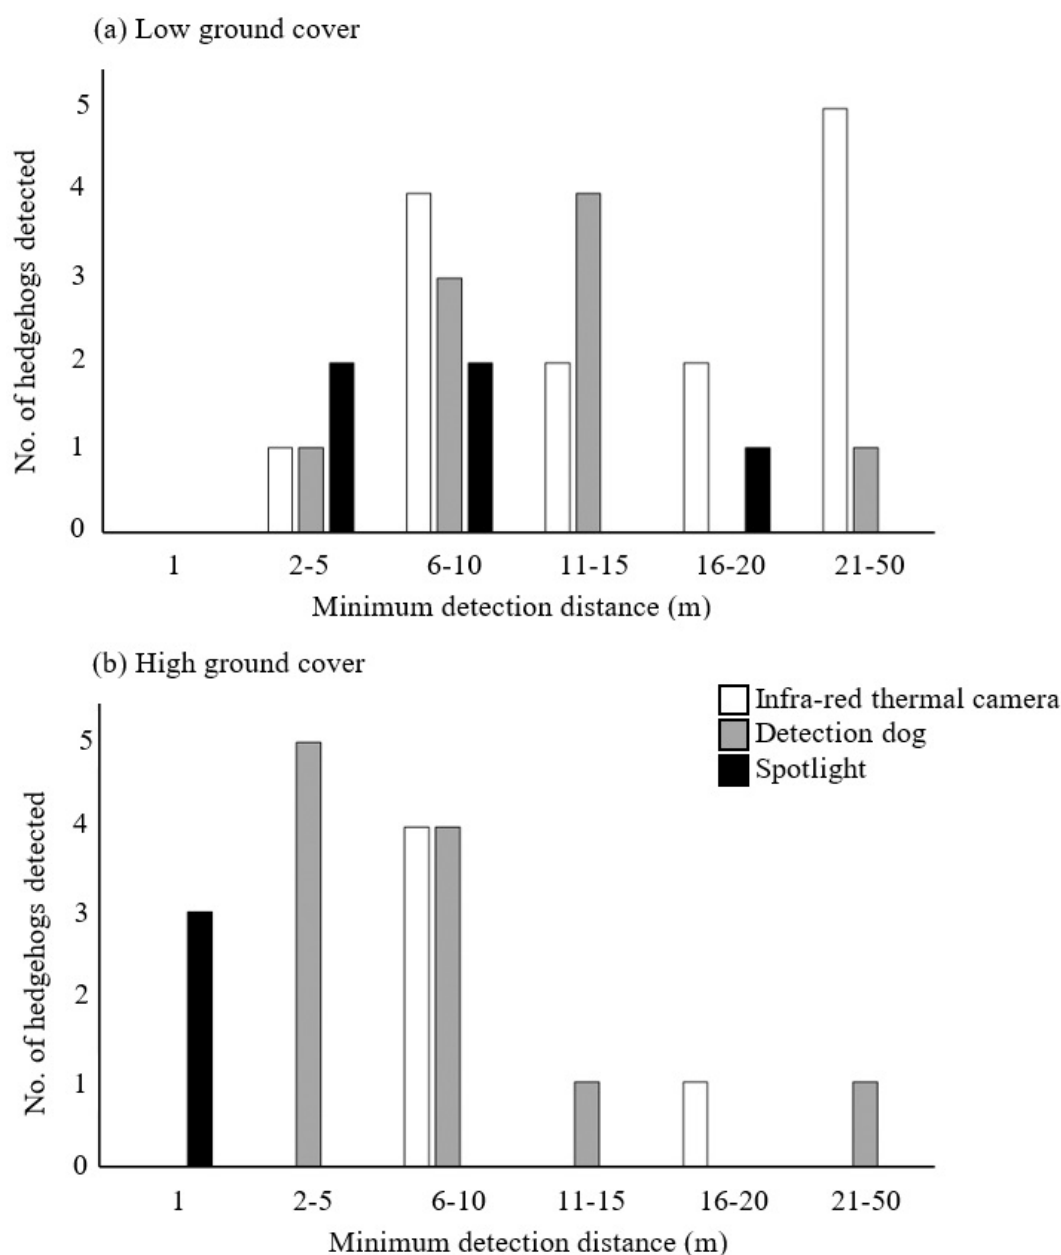 (a) Low ground cover
No. of hedgehogs detected
5
4
3
2
1
0
1 2-5 6-10 11-15 16-20 21-50
Minimum detection distance (m)
(b) High ground cover
Infra-red thermal camera
Detection dog
Spotlight
No. of hedgehogs detected
5
4
3
2
1
0
1 2-5 6-10 11-15 16-20 21-50
Minimum detection distance (m)